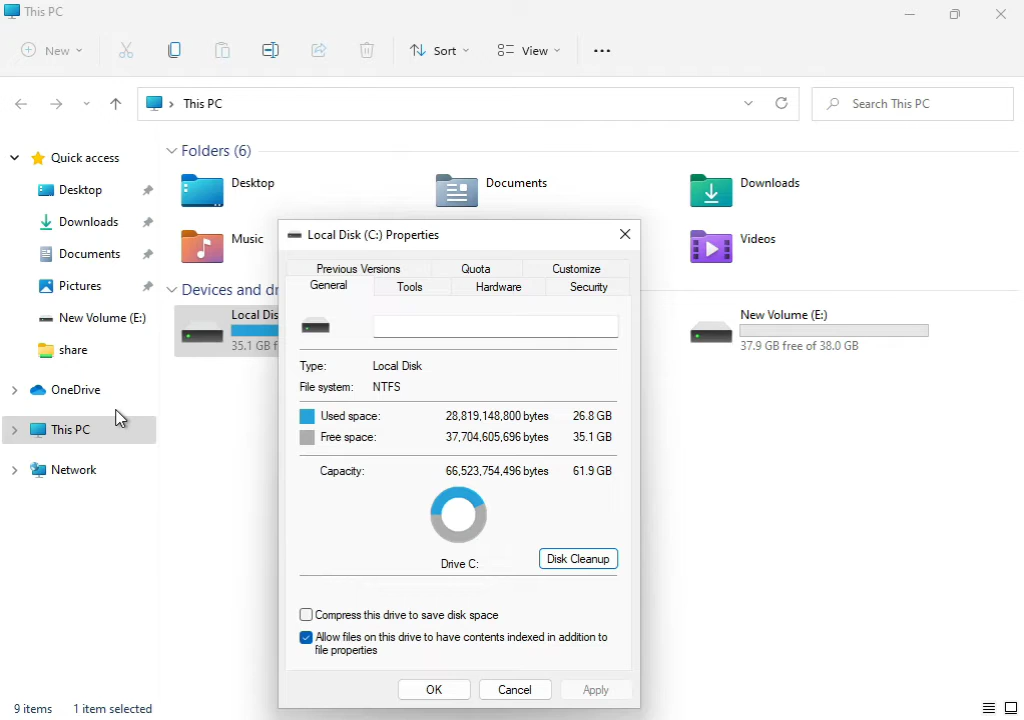 This PC
New
Sort
View
This PC
Search This PC
Quick access
Desktop
Downloads
Documents
Pictures
New Volume (E:)
share
OneDrive
This PC
Network
Folders (6)
Desktop
Documents
Downloads
Music
Videos
Devices and dr
Local Dis
35.1 GB f
New Volume (E:)
37.9 GB free of 38.0 GB
Local Disk (C:) Properties
Previous Versions
Quota
Customize
General
Tools
Hardware
Security
Type: Local Disk
File system: NTFS
Used space: 28,819,148,800 bytes 26.8 GB
Free space: 37,704,605,696 bytes 35.1 GB
Capacity: 66,523,754,496 bytes 61.9 GB
Drive C:
Disk Cleanup
Compress this drive to save disk space
Allow files on this drive to have contents indexed in addition to
file properties
OK
Cancel
Apply
9 items
1 item selected